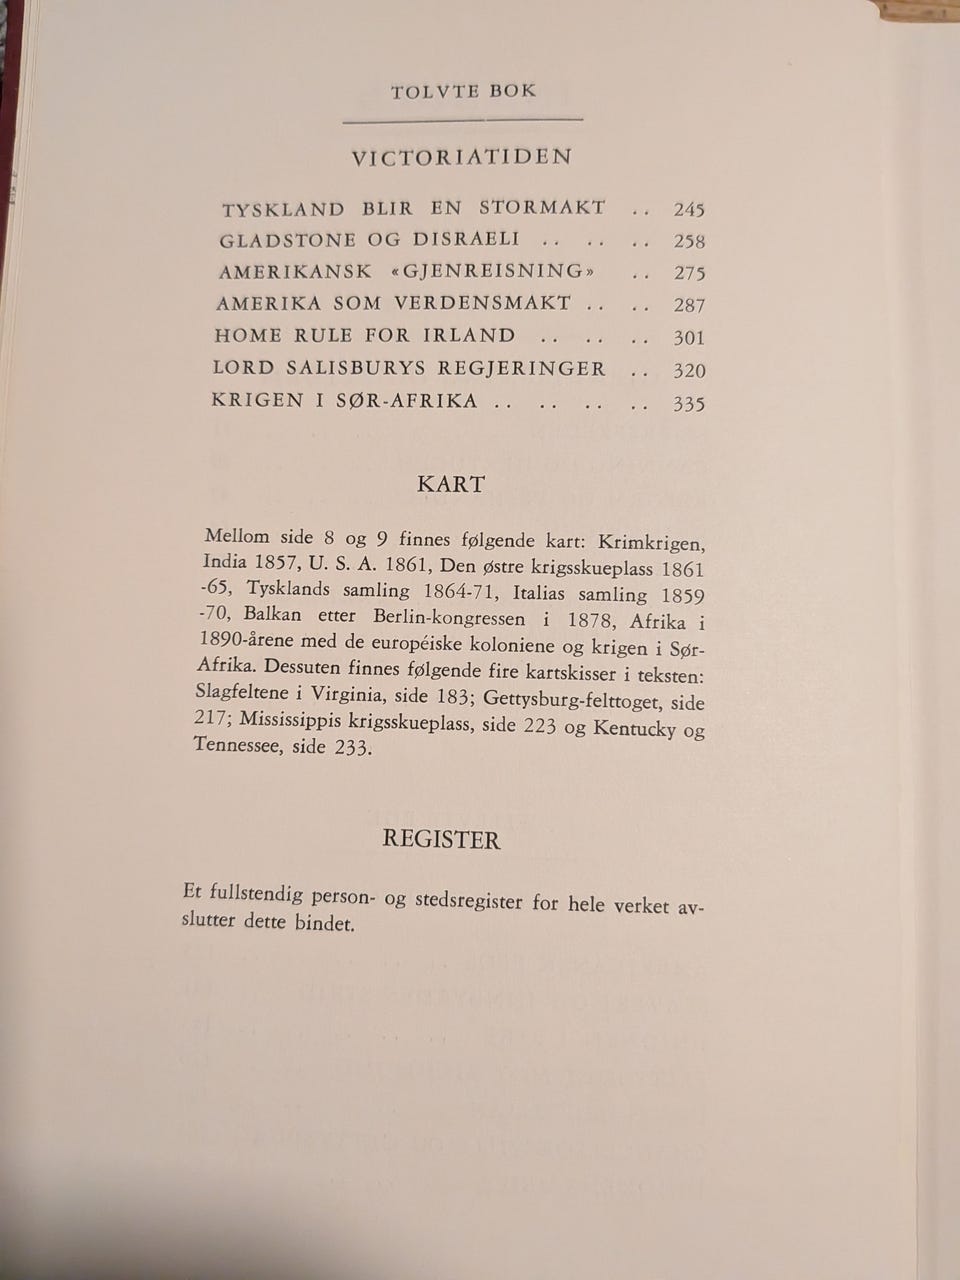 TOLVTE BOK
VICTORIATIDEN
TYSKLAND BLIR EN STORMAKT .. 245
GLADSTONE OG DISRAELI .. .. .. 258
AMERIKANSK «GJENREISNING» .. 275
AMERIKA SOM VERDENSMAKT .. .. 287
HOME RULE FOR IRLAND .. .. .. 301
LORD SALISBURYS REGJERINGER .. 320
KRIGEN I SØR-AFRIKA .. .. .. .. 335
KART
Mellom side 8 og 9 finnes følgende kart: Krimkrigen,
India 1857, U. S. A. 1861, Den østre krigsskueplass 1861
-65, Tysklands samling 1864-71, Italias samling 1859
-70, Balkan etter Berlin-kongressen i 1878, Afrika i
1890-årene med de européiske koloniene og krigen i Sør-
Afrika. Dessuten finnes følgende fire kartskisser i teksten:
Slagfeltene i Virginia, side 183; Gettysburg-felttoget, side
217; Mississippis krigsskueplass, side 223 og Kentucky og
Tennessee, side 233.
REGISTER
Et fullstendig person- og stedsregister for hele verket av-
slutter dette bindet.